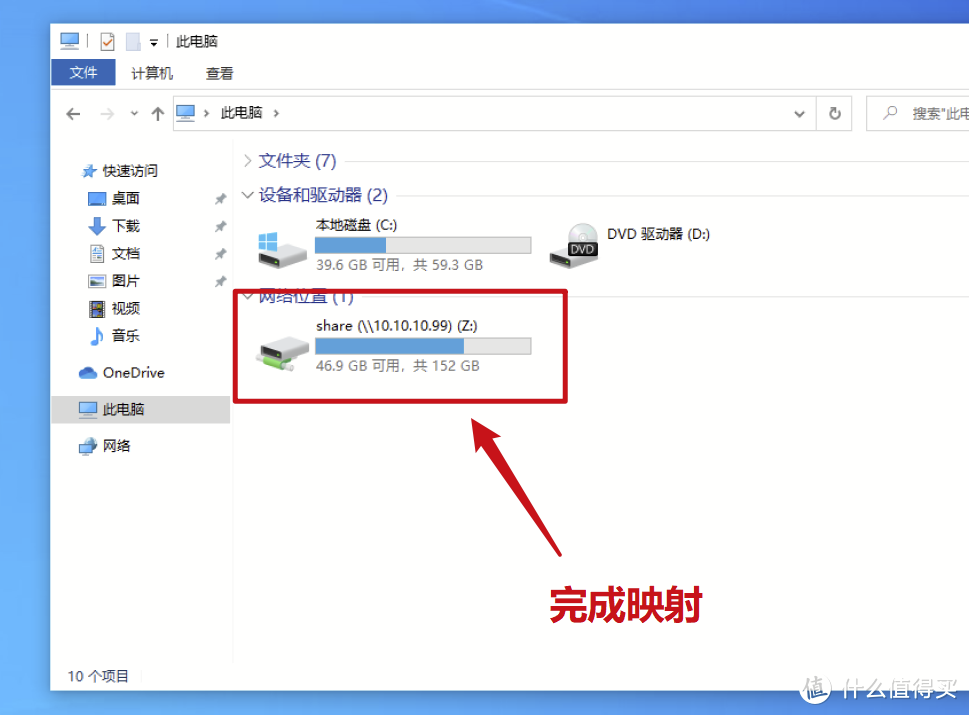 此电脑
文件 计算机 查看
此电脑
搜索"此电
快速访问
桌面
下载
文档
图片
视频
音乐
OneDrive
此电脑
网络
文件夹 (7)
设备和驱动器 (2)
本地磁盘 (C:)
39.6 GB 可用，共 59.3 GB
DVD
DVD 驱动器 (D:)
网络位置 (1)
share (\\10.10.10.99) (Z:)
46.9 GB 可用，共 152 GB
完成映射
10 个项目
值 什么值得买